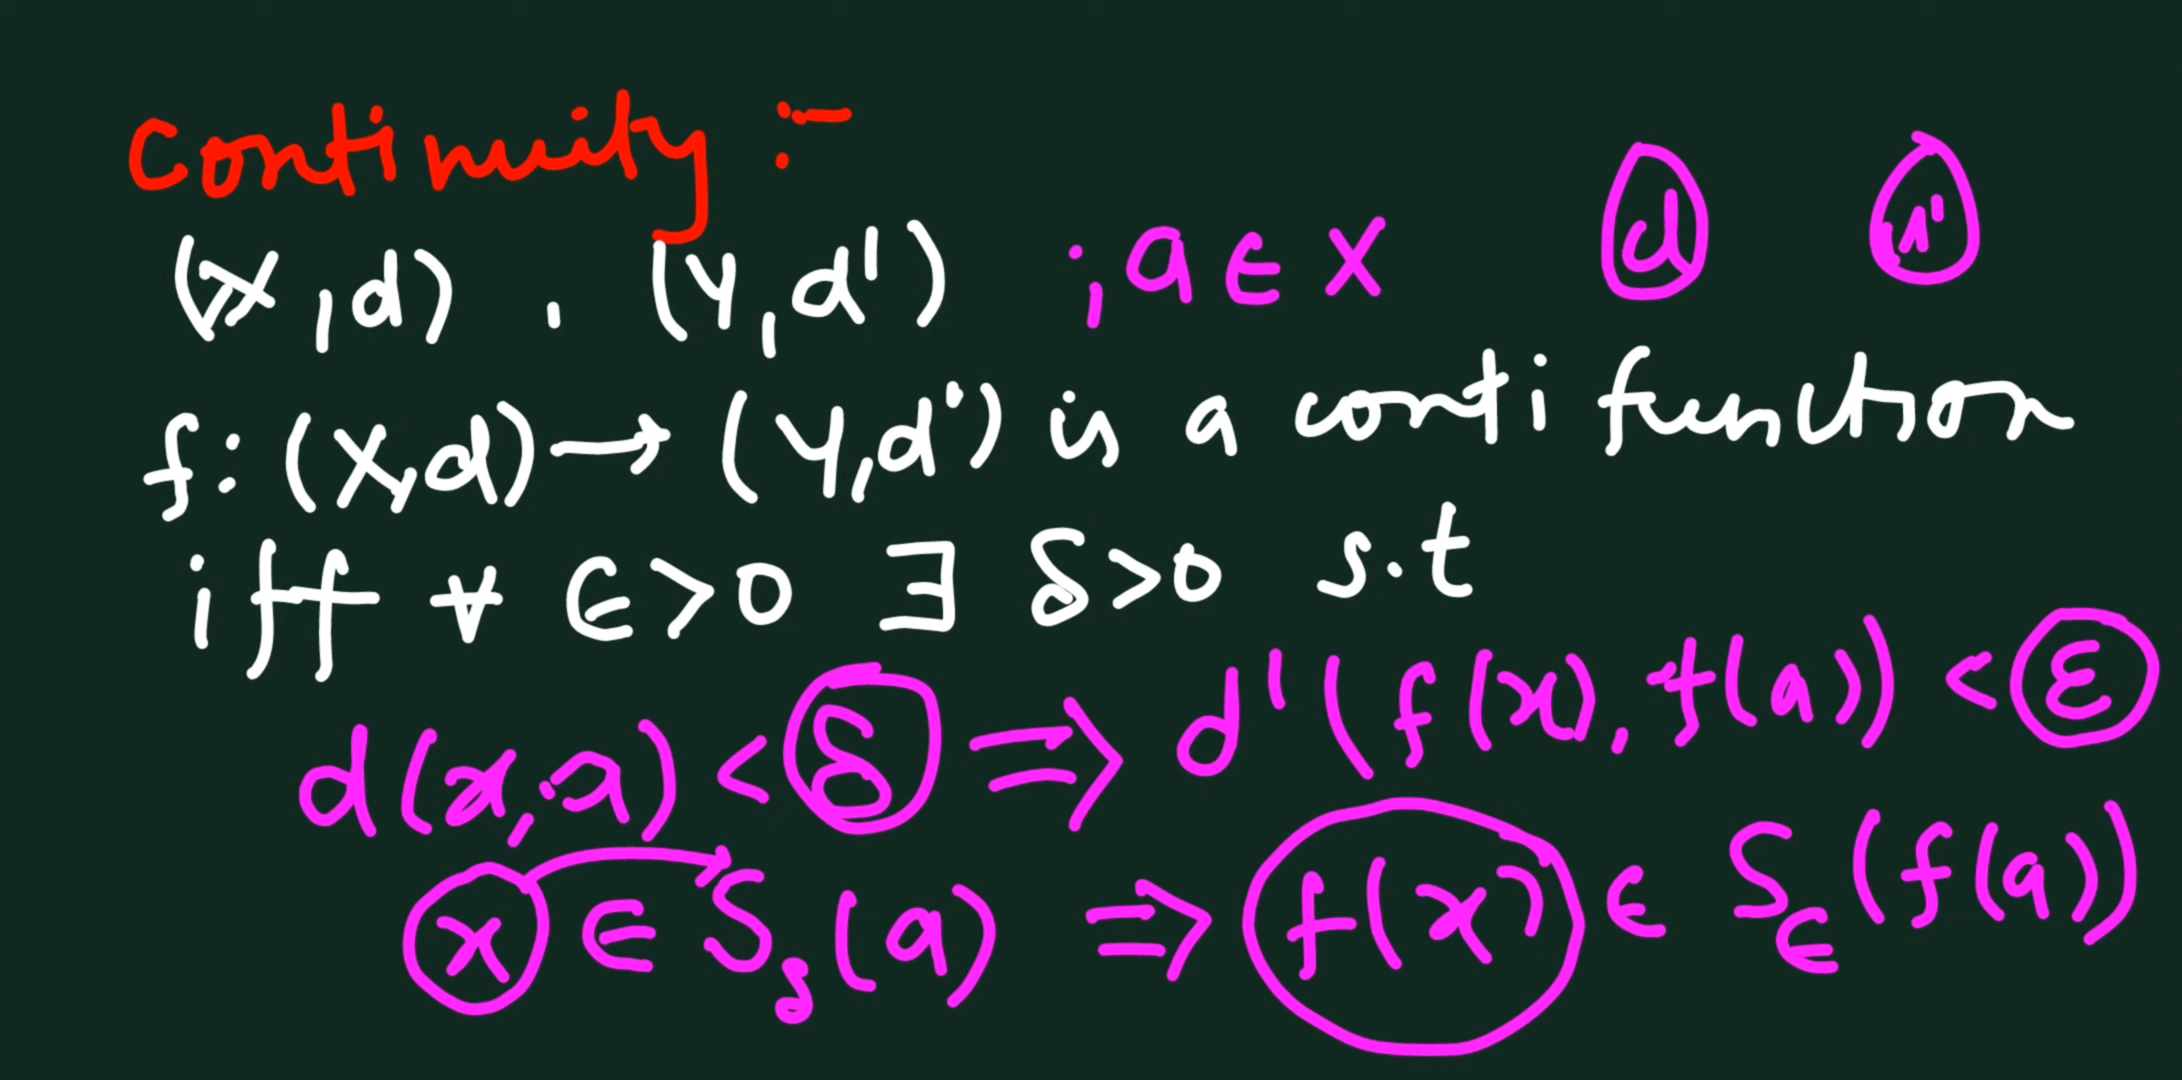 Continuity :-
(X,d) . (Y,d') ; a ∈ X d
f: (X,d) → (Y,d') is a conti function
iff ∀ ϵ>0 ∃ δ>0 s.t
d(x,a) < δ ⇒ d'(f(x), f(a)) < ε
x ∈ S_δ(a) ⇒ f(x) ∈ S_ϵ(f(a))